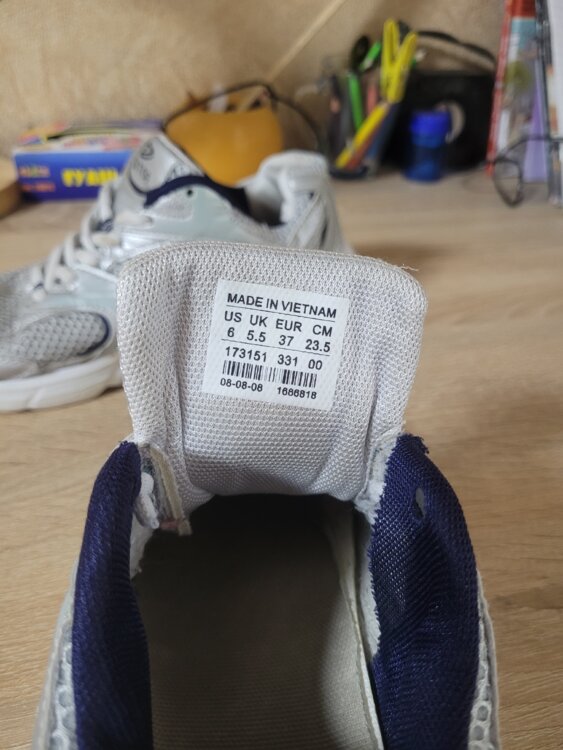 MADE IN VIETNAM
US UK EUR CM
6 5.5 37 23.5
173151 331 00
08-08-08 1686818